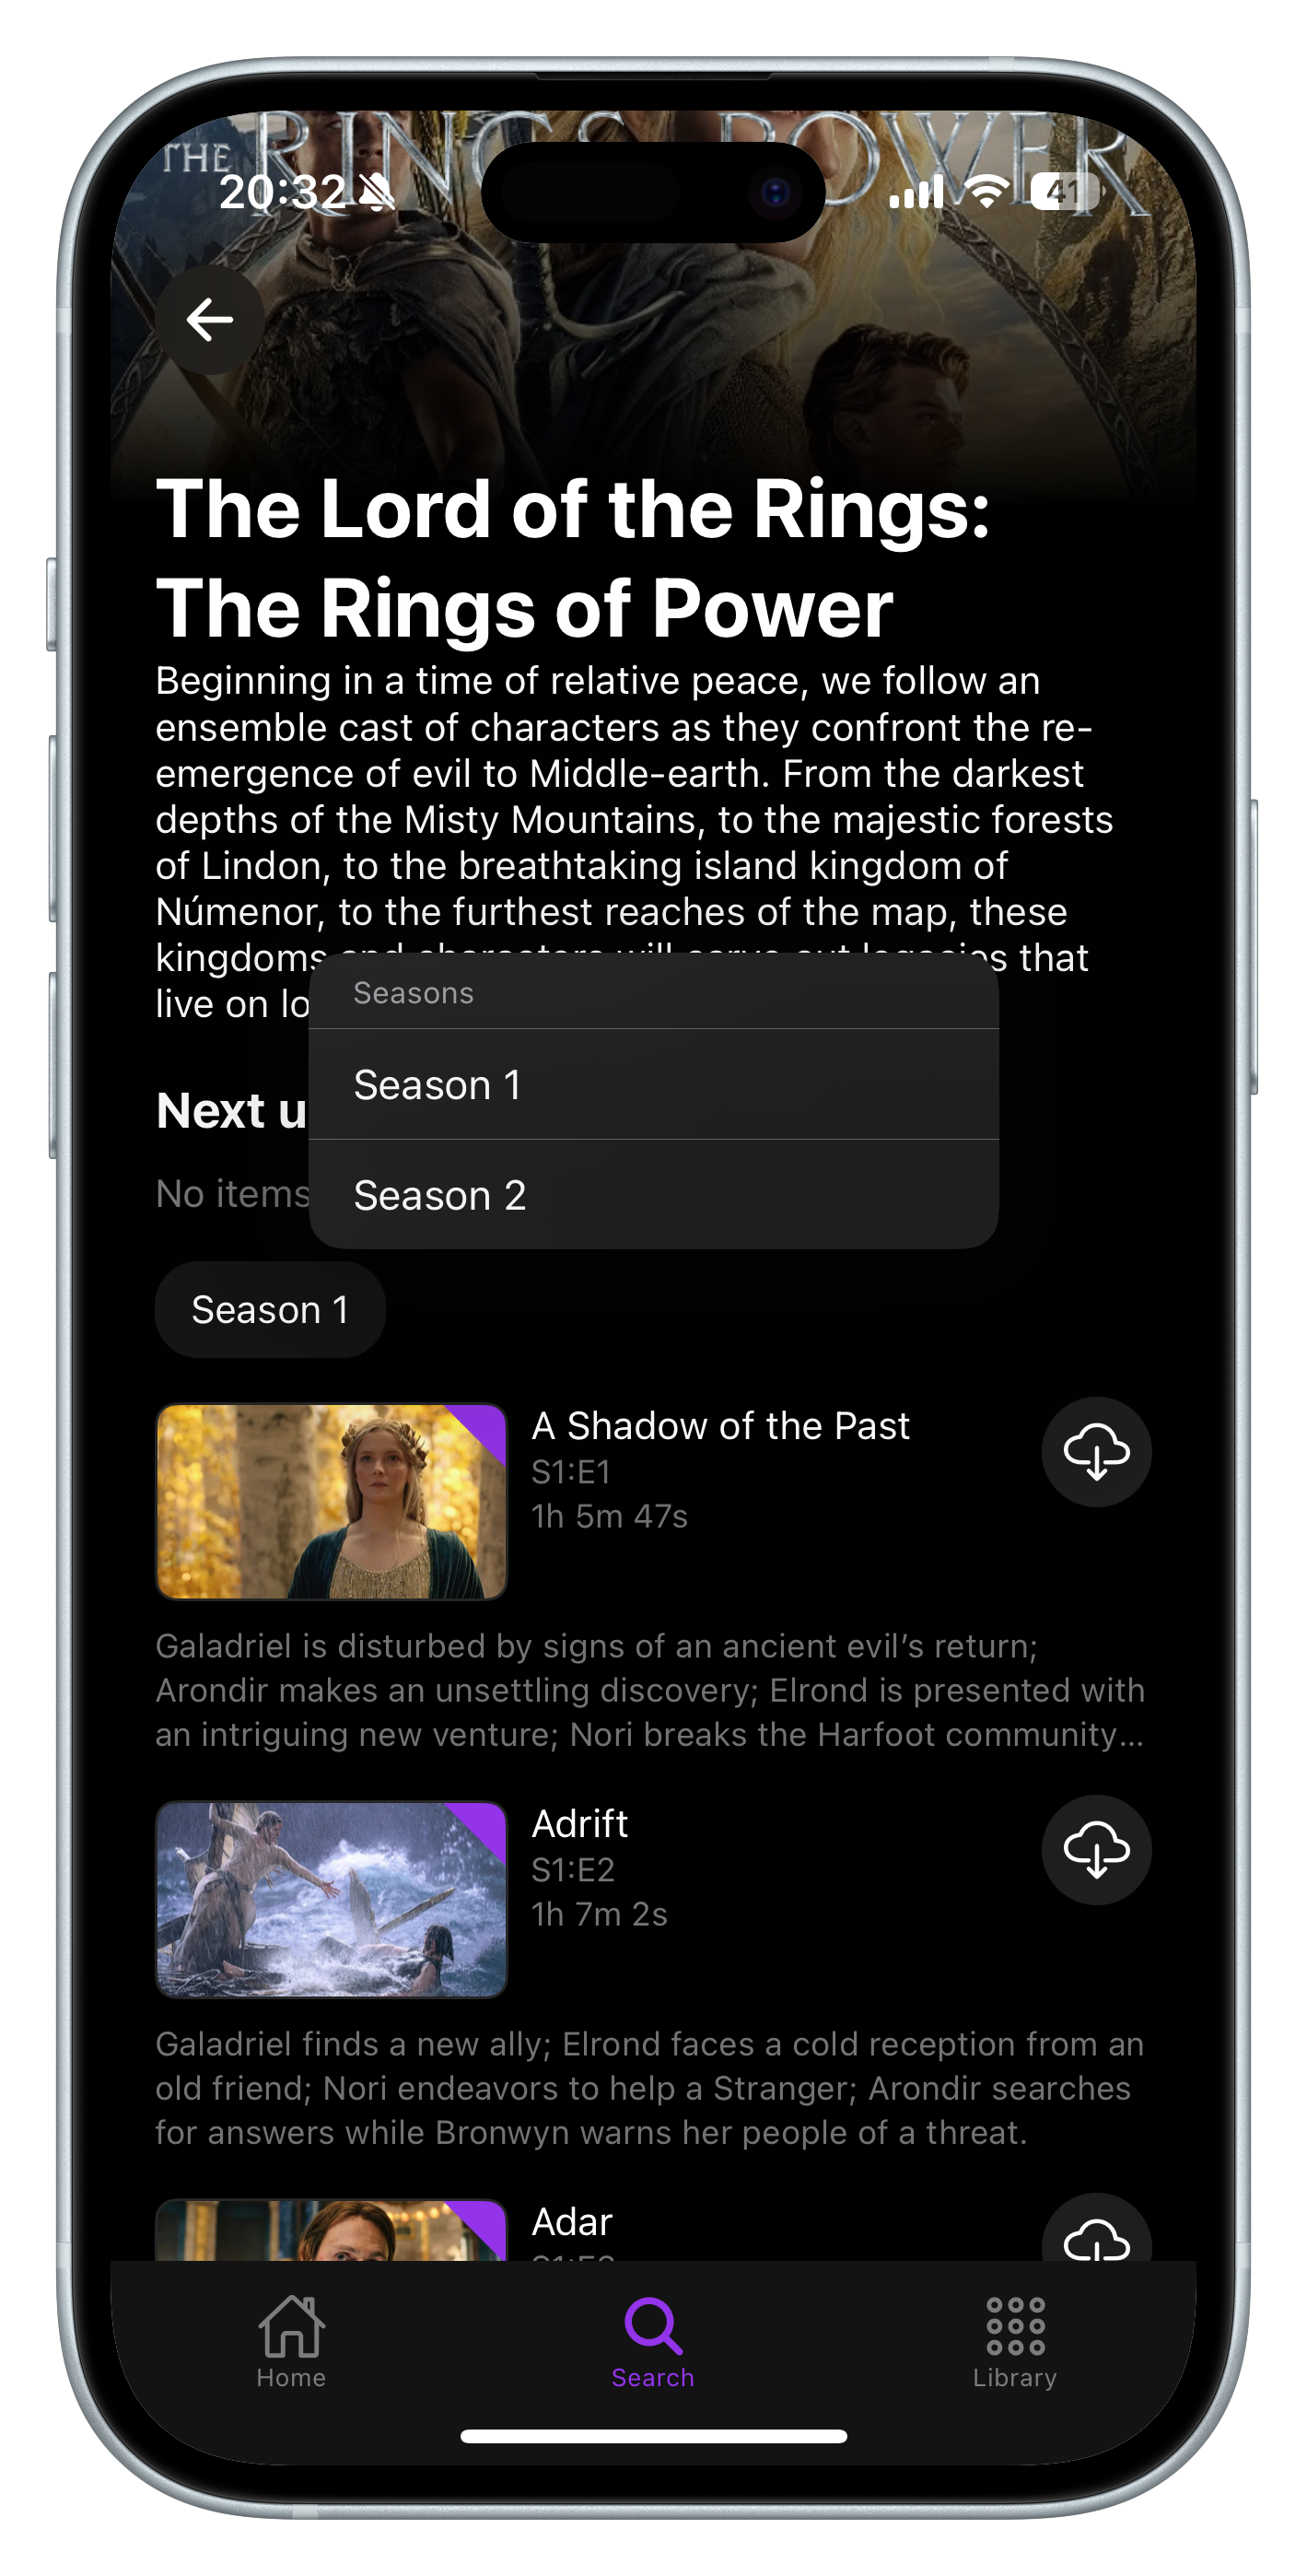 THE RINGS POWER
20:32
41
The Lord of the Rings:
The Rings of Power
Beginning in a time of relative peace, we follow an
ensemble cast of characters as they confront the re-
emergence of evil to Middle-earth. From the darkest
depths of the Misty Mountains, to the majestic forests
of Lindon, to the breathtaking island kingdom of
Númenor, to the furthest reaches of the map, these
kingdoms and characters will carve out legacies that
live on lo
Seasons
Season 1
Season 2
Next u
No items
Season 1
A Shadow of the Past
S1:E1
1h 5m 47s
Galadriel is disturbed by signs of an ancient evil’s return;
Arondir makes an unsettling discovery; Elrond is presented with
an intriguing new venture; Nori breaks the Harfoot community...
Adrift
S1:E2
1h 7m 2s
Galadriel finds a new ally; Elrond faces a cold reception from an
old friend; Nori endeavors to help a Stranger; Arondir searches
for answers while Bronwyn warns her people of a threat.
Adar
Home
Search
Library